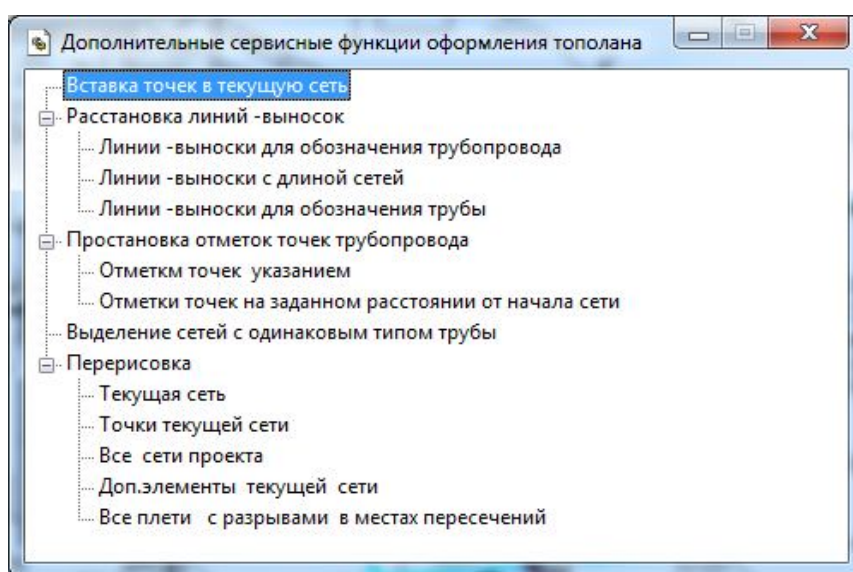 Дополнительные сервисные функции оформления тополана
Вставка точек в текущую сеть
Расстановка линий -выносок
Линии -выноски для обозначения трубопровода
Линии -выноски с длиной сетей
Линии -выноски для обозначения трубы
Простановка отметок точек трубопровода
Отметкм точек указанием
Отметки точек на заданном расстоянии от начала сети
Выделение сетей с одинаковым типом трубы
Перерисовка
Текущая сеть
Точки текущей сети
Все сети проекта
Доп.элементы текущей сети
Все плети с разрывами в местах пересечений